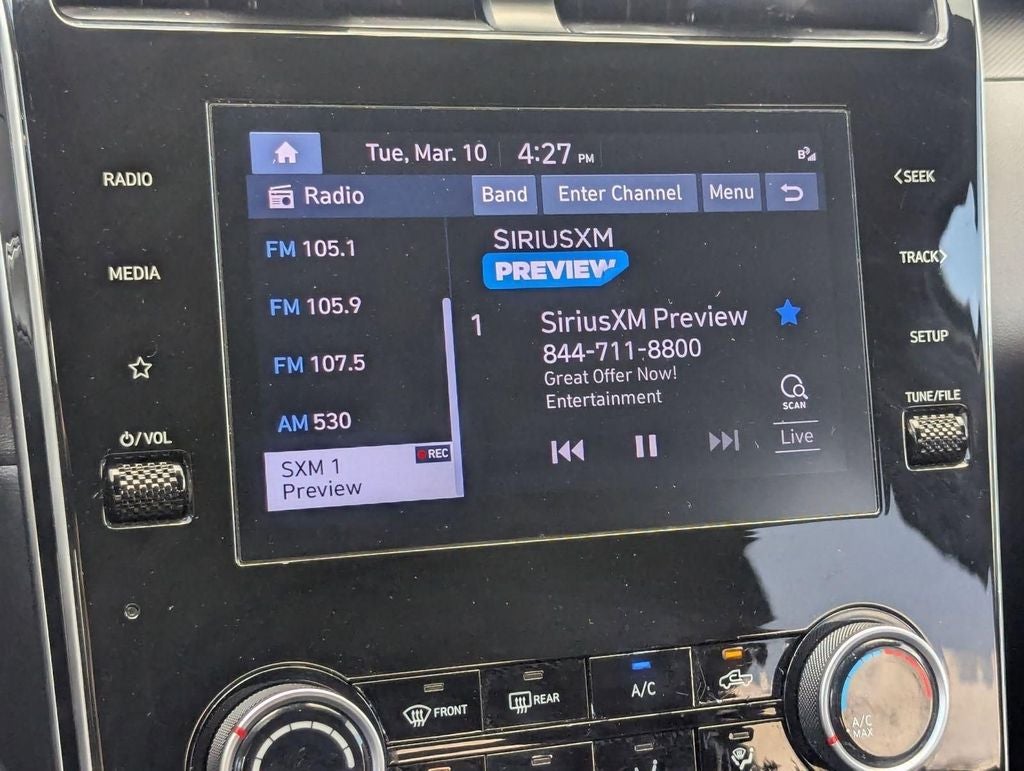 Tue, Mar. 10 4:27 PM
RADIO
<SEEK
Radio Band Enter Channel Menu
FM 105.1
SIRIUSXM
PREVIEW
MEDIA
TRACK>
FM 105.9
1 SiriusXM Preview
844-711-8800
Great Offer Now!
Entertainment
SETUP
FM 107.5
SCAN
TUNE/FILE
AM 530
Live
/VOL
SXM 1 REC
Preview
FRONT
REAR
A/C
A/C
MAX